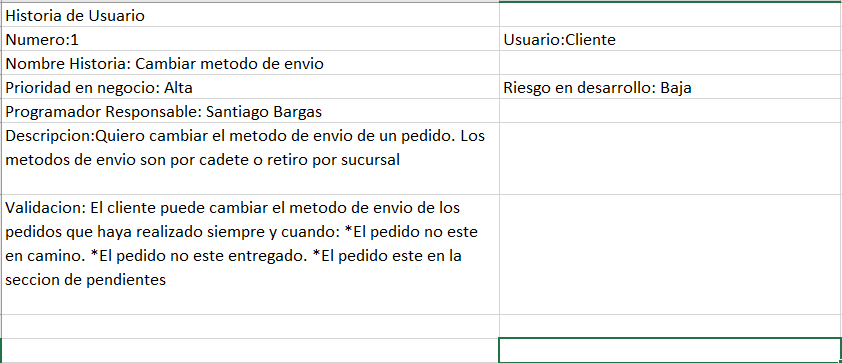 Historia de Usuario
Numero:1
Usuario:Cliente
Nombre Historia: Cambiar metodo de envio
Prioridad en negocio: Alta
Riesgo en desarrollo: Baja
Programador Responsable: Santiago Bargas
Descripcion:Quiero cambiar el metodo de envio de un pedido. Los
metodos de envio son por cadete o retiro por sucursal
Validacion: El cliente puede cambiar el metodo de envio de los
pedidos que haya realizado siempre y cuando: *El pedido no este
en camino. *El pedido no este entregado. *El pedido este en la
seccion de pendientes